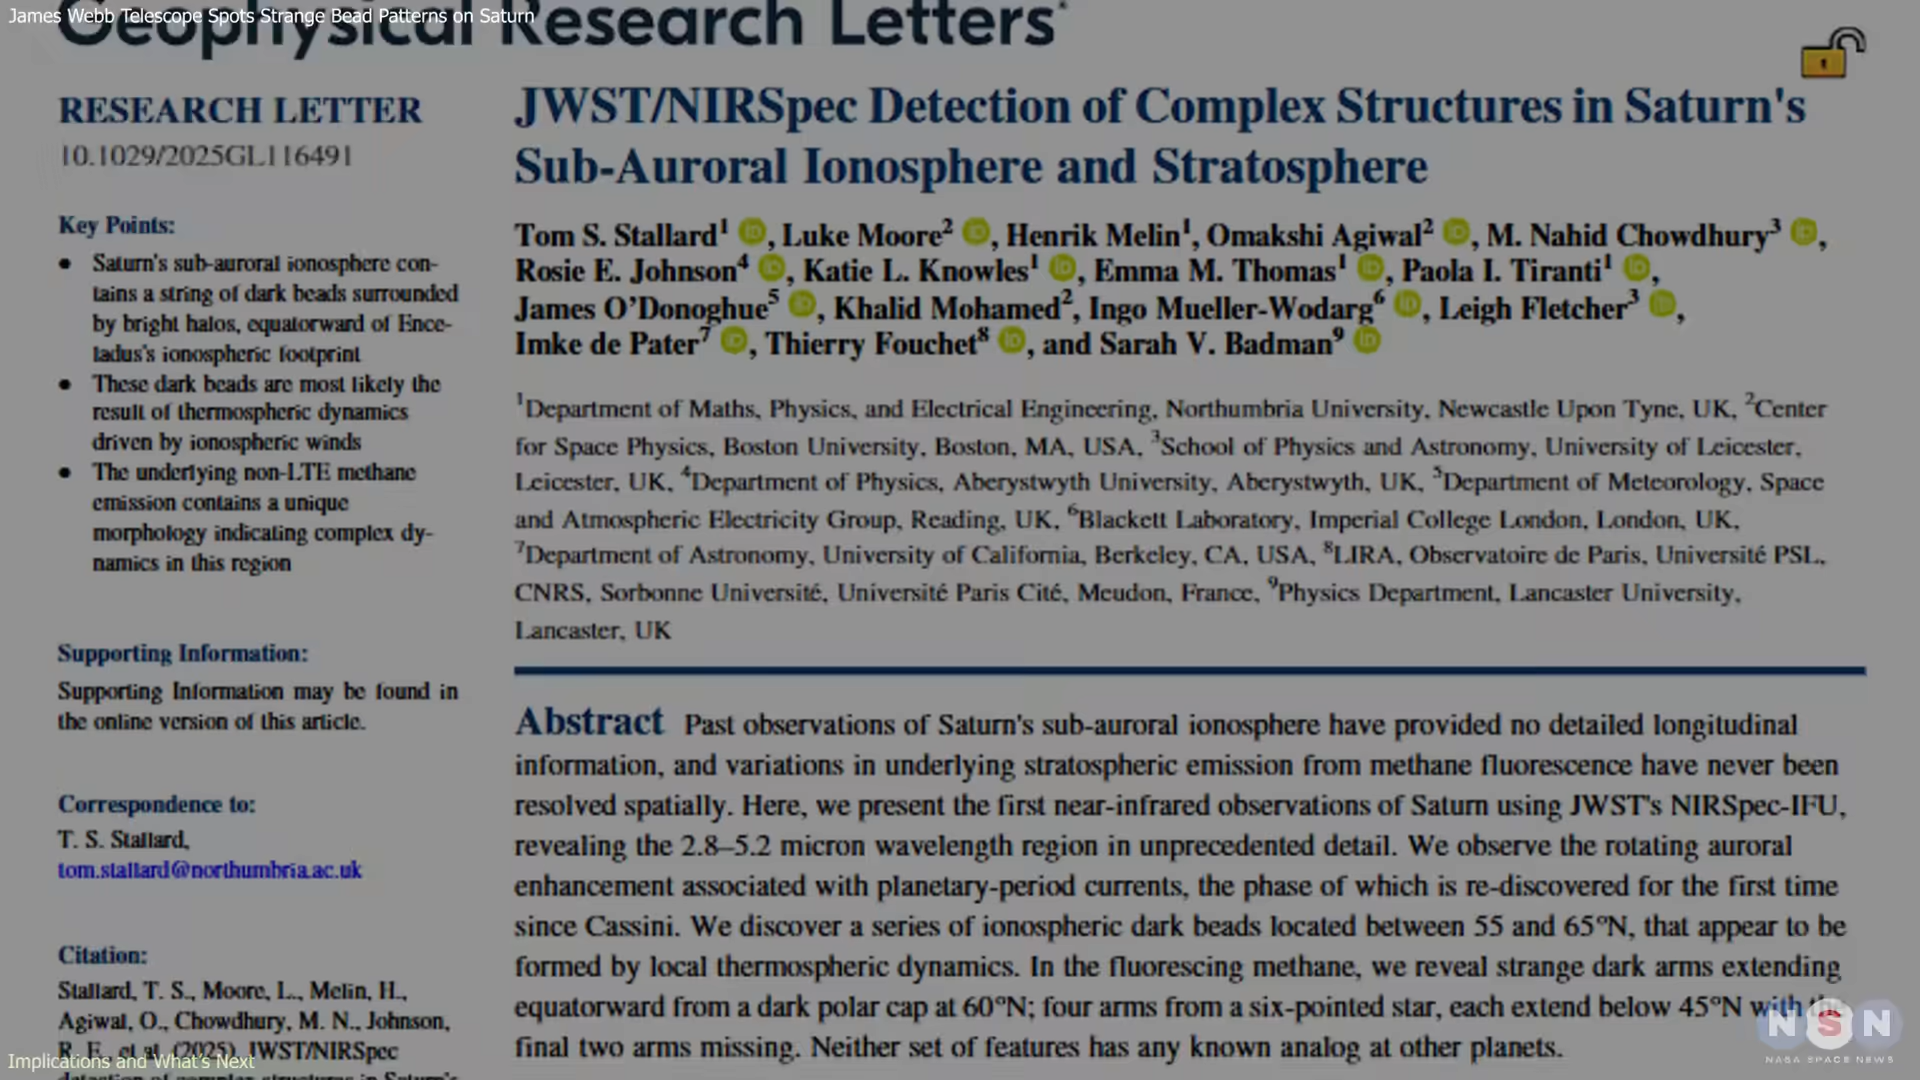 James Webb Telescope Spots Strange Bead Patterns on Saturn
Geophysical Research Letters
RESEARCH LETTER
10.1029/2025GL116491
Key Points:
• Saturn's sub-auroral ionosphere con-
tains a string of dark beads surrounded
by bright halos, equatorward of Ence-
ladus's ionospheric footprint
• These dark beads are most likely the
result of thermospheric dynamics
driven by ionospheric winds
• The underlying non-LTE methane
emission contains a unique
morphology indicating complex dy-
namics in this region
Supporting Information:
Supporting Information may be found in
the online version of this article.
Correspondence to:
T. S. Stallard,
tom.stallard@northumbria.ac.uk
Citation:
Stallard, T. S., Moore, L., Melin, H.,
Agiwal, O., Chowdhury, M. N., Johnson,
R. E., et al. (2025). JWST/NIRSpec
detection of complex structures in Saturn's
JWST/NIRSpec Detection of Complex Structures in Saturn's
Sub-Auroral Ionosphere and Stratosphere
Tom S. Stallard1, Luke Moore2, Henrik Melin1, Omakshi Agiwal2, M. Nahid Chowdhury3,
Rosie E. Johnson4, Katie L. Knowles1, Emma M. Thomas1, Paola I. Tiranti1,
James O'Donoghue5, Khalid Mohamed2, Ingo Mueller-Wodarg6, Leigh Fletcher3,
Imke de Pater7, Thierry Fouchet8, and Sarah V. Badman9
1Department of Maths, Physics, and Electrical Engineering, Northumbria University, Newcastle Upon Tyne, UK, 2Center
for Space Physics, Boston University, Boston, MA, USA, 3School of Physics and Astronomy, University of Leicester,
Leicester, UK, 4Department of Physics, Aberystwyth University, Aberystwyth, UK, 5Department of Meteorology, Space
and Atmospheric Electricity Group, Reading, UK, 6Blackett Laboratory, Imperial College London, London, UK,
7Department of Astronomy, University of California, Berkeley, CA, USA, 8LIRA, Observatoire de Paris, Université PSL,
CNRS, Sorbonne Université, Université Paris Cité, Meudon, France, 9Physics Department, Lancaster University,
Lancaster, UK
Abstract Past observations of Saturn's sub-auroral ionosphere have provided no detailed longitudinal
information, and variations in underlying stratospheric emission from methane fluorescence have never been
resolved spatially. Here, we present the first near-infrared observations of Saturn using JWST's NIRSpec-IFU,
revealing the 2.8–5.2 micron wavelength region in unprecedented detail. We observe the rotating auroral
enhancement associated with planetary-period currents, the phase of which is re-discovered for the first time
since Cassini. We discover a series of ionospheric dark beads located between 55 and 65°N, that appear to be
formed by local thermospheric dynamics. In the fluorescing methane, we reveal strange dark arms extending
equatorward from a dark polar cap at 60°N; four arms from a six-pointed star, each extend below 45°N with the
final two arms missing. Neither set of features has any known analog at other planets.
Implications and What's Next
NSN
NASA SPACE NEWS